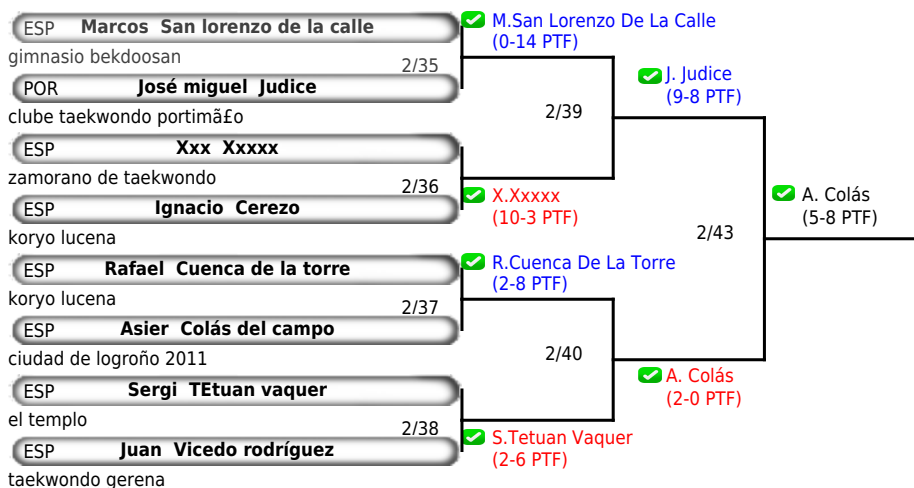 ESP Marcos San lorenzo de la calle
gimnasio bekdoosan
2/35
POR José miguel Judice
clube taekwondo portimã£o
ESP Xxx Xxxxx
zamorano de taekwondo
2/36
ESP Ignacio Cerezo
koryo lucena
ESP Rafael Cuenca de la torre
koryo lucena
2/37
ESP Asier Colás del campo
ciudad de logroño 2011
ESP Sergi TEtuan vaquer
el templo
2/38
ESP Juan Vicedo rodríguez
taekwondo gerena
M.San Lorenzo De La Calle
(0-14 PTF)
2/39
X.Xxxxx
(10-3 PTF)
R.Cuenca De La Torre
(2-8 PTF)
2/40
S.Tetuan Vaquer
(2-6 PTF)
J. Judice
(9-8 PTF)
2/43
A. Colás
(2-0 PTF)
A. Colás
(5-8 PTF)